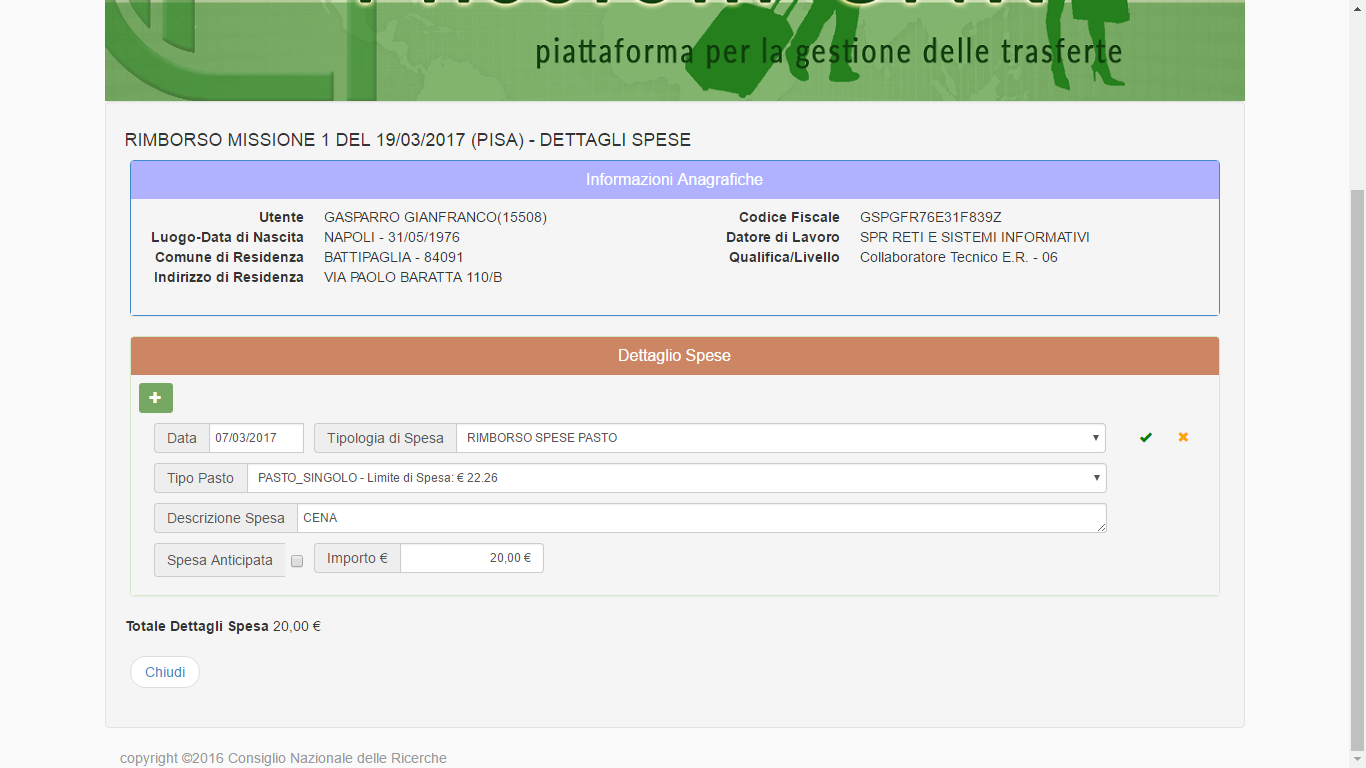 piattaforma per la gestione delle trasferte
RIMBORSO MISSIONE 1 DEL 19/03/2017 (PISA) - DETTAGLI SPESE
Informazioni Anagrafiche
Utente GASPARRO GIANFRANCO(15508) Codice Fiscale GSPGFR76E31F839Z
Luogo-Data di Nascita NAPOLI - 31/05/1976 Datore di Lavoro SPR RETI E SISTEMI INFORMATIVI
Comune di Residenza BATTIPAGLIA - 84091 Qualifica/Livello Collaboratore Tecnico E.R. - 06
Indirizzo di Residenza VIA PAOLO BARATTA 110/B
Dettaglio Spese
Data 07/03/2017 Tipologia di Spesa RIMBORSO SPESE PASTO
Tipo Pasto PASTO_SINGOLO - Limite di Spesa: € 22.26
Descrizione Spesa CENA
Spesa Anticipata Importo € 20,00 €
Totale Dettagli Spesa 20,00 €
Chiudi
copyright ©2016 Consiglio Nazionale delle Ricerche